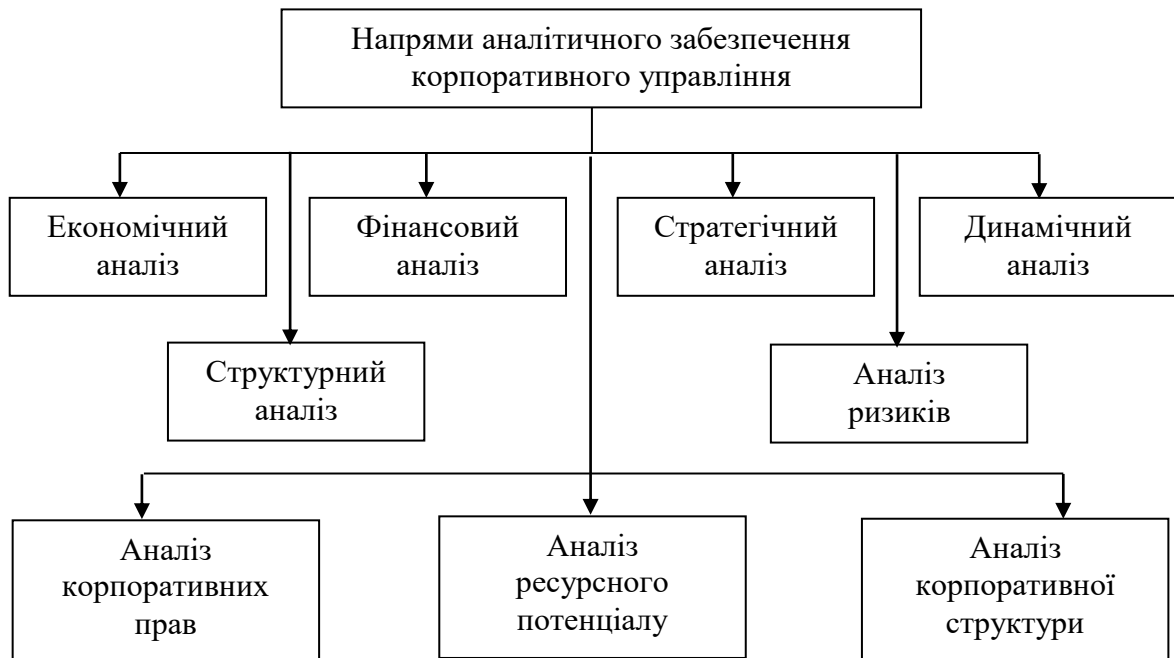 Напрями аналітичного забезпечення
корпоративного управління
Економічний
аналіз
Фінансовий
аналіз
Стратегічний
аналіз
Динамічний
аналіз
Структурний
аналіз
Аналіз
ризиків
Аналіз
корпоративних
прав
Аналіз
ресурсного
потенціалу
Аналіз
корпоративної
структури